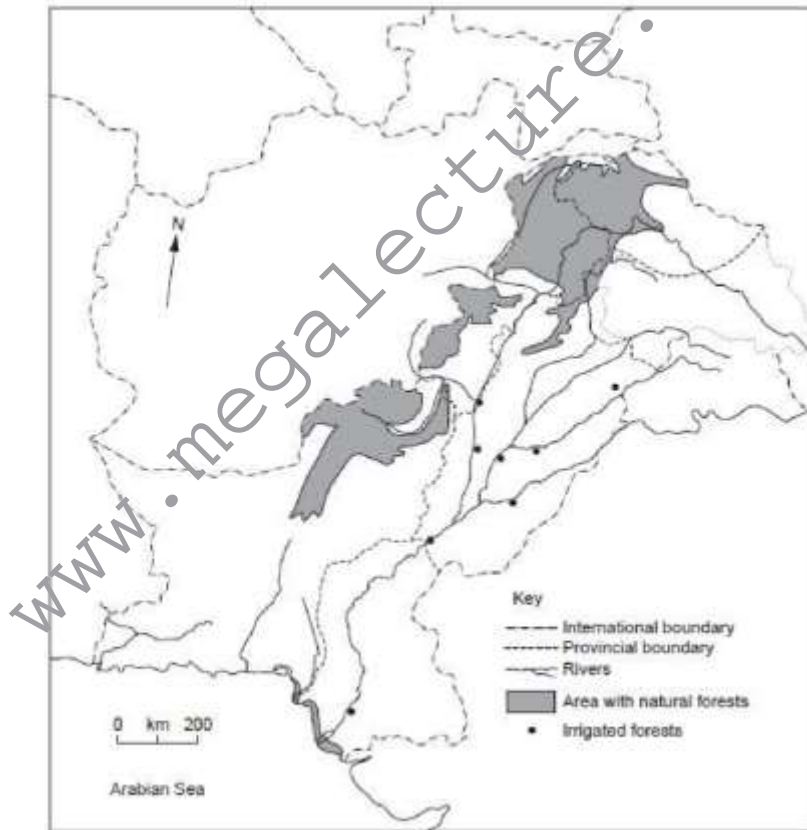 www.megalecture.
N
Key
International boundary
Provincial boundary
Rivers
Area with natural forests
Irrigated forests
0 km 200
Arabian Sea